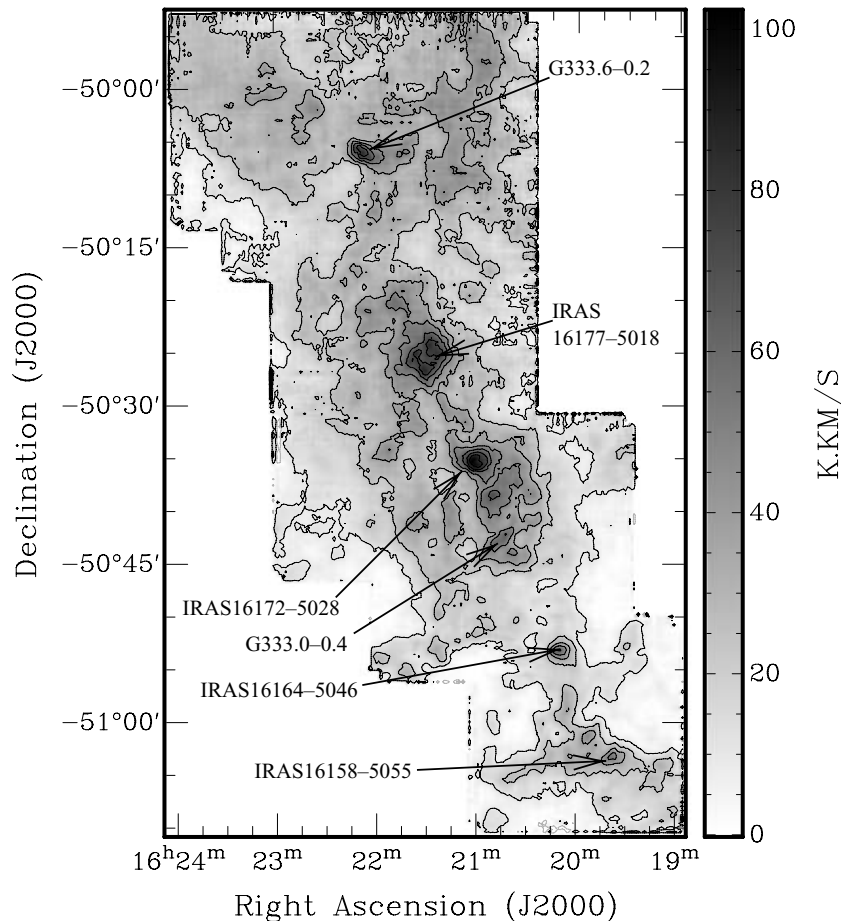 G333.6–0.2
IRAS
16177–5018
IRAS16172–5028
G333.0–0.4
IRAS16164–5046
IRAS16158–5055
−50°00′
−50°15′
−50°30′
−50°45′
−51°00′
Declination (J2000)
16ʰ24ᵐ 23ᵐ 22ᵐ 21ᵐ 20ᵐ 19ᵐ
Right Ascension (J2000)
100
80
60
40
20
0
K.KM/S